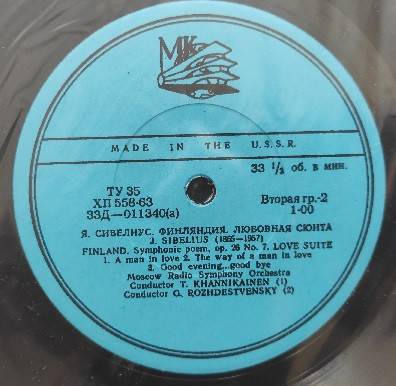 МК
MADE IN THE U.S.S.R.
33 ⅓ об. в мин.
ТУ 35
ХП 558-63
33Д—011340(а)
Вторая гр.-2
1-00
Я. СИБЕЛИУС. ФИНЛЯНДИЯ. ЛЮБОВНАЯ СЮИТА
J. SIBELIUS (1865—1957)
FINLAND. Symphonic poem, op. 26 No. 7. LOVE SUITE
1. A man in love 2. The way of a man in love
3. Good evening...good bye
Moscow Radio Symphony Orchestra
Conductor T. KHANNIKAINEN (1)
Conductor G. ROZHDESTVENSKY (2)